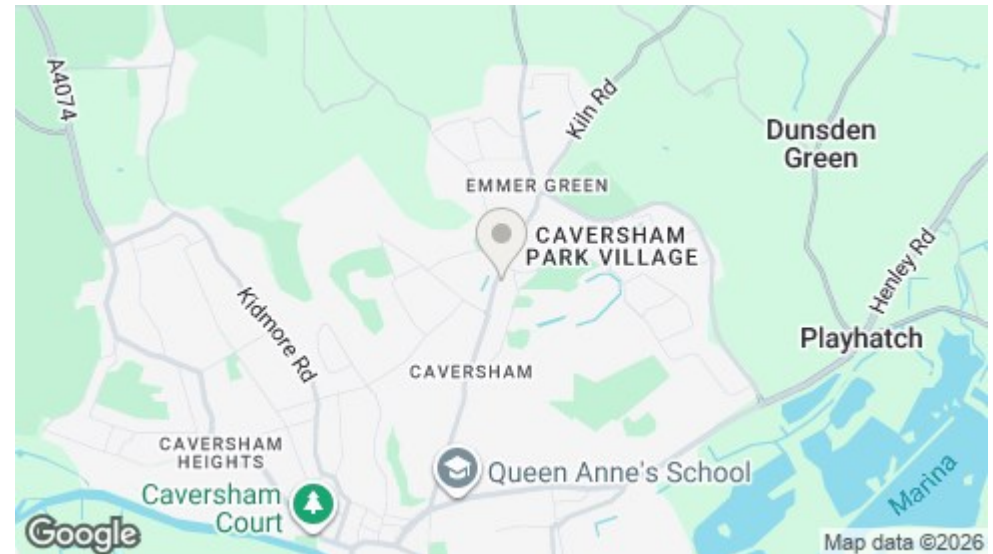 A4074
Kiln Rd
Dunsden
Green
EMMER GREEN
CAVERSHAM
PARK VILLAGE
Henley Rd
Kidmore Rd
Playhatch
CAVERSHAM
CAVERSHAM
HEIGHTS
Queen Anne's School
Caversham
Court
Marina
Google
Map data ©2026